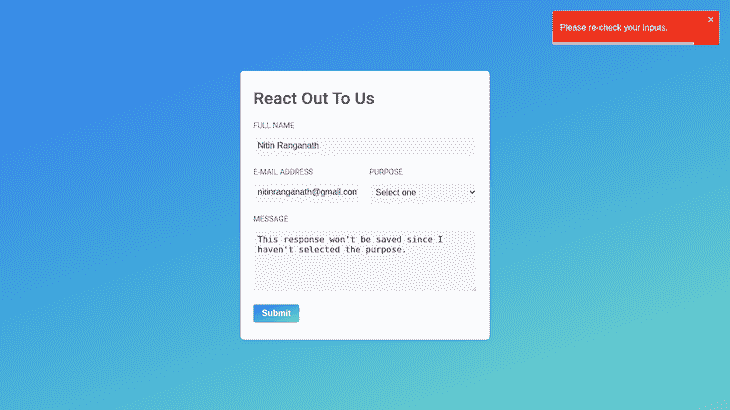 Please re-check your inputs.
×
React Out To Us
FULL NAME
Nitin Ranganath
E-MAIL ADDRESS
PURPOSE
nitinranganath@gmail.com
Select one
MESSAGE
This response won't be saved since I
haven't selected the purpose.
Submit